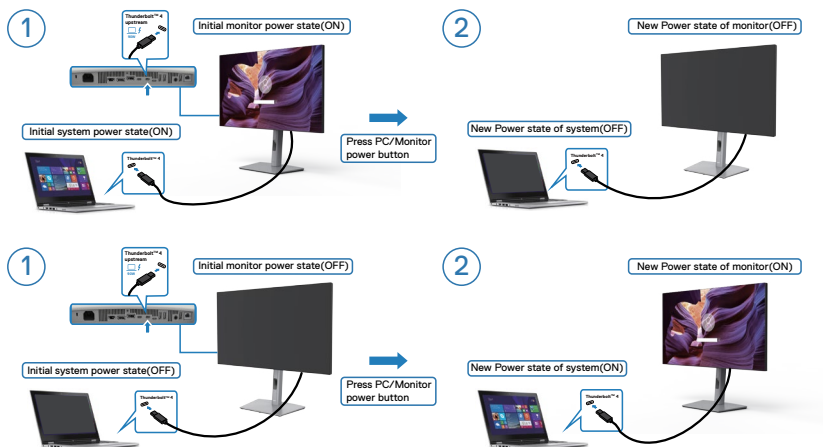 1
Thunderbolt™ 4
upstream
Initial monitor power state(ON)
Initial system power state(ON)
Thunderbolt™ 4
Press PC/Monitor
power button
2
New Power state of monitor(OFF)
New Power state of system(OFF)
Thunderbolt™ 4
1
Thunderbolt™ 4
upstream
Initial monitor power state(OFF)
Initial system power state(OFF)
Thunderbolt™ 4
Press PC/Monitor
power button
2
New Power state of monitor(ON)
New Power state of system(ON)
Thunderbolt™ 4